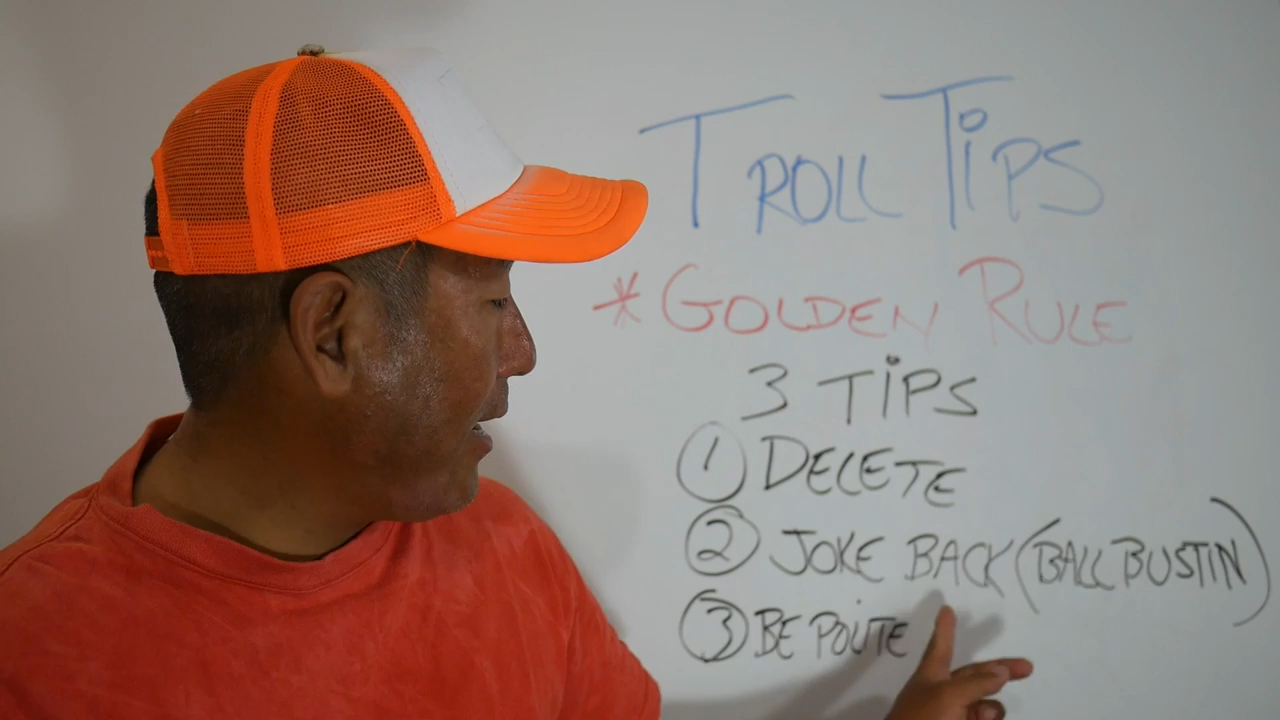 TROLL TIPS
* GOLDEN RULE
3 TIPS
1 DELETE
2 JOKE BACK (BALL BUSTIN)
3 BE POLITE